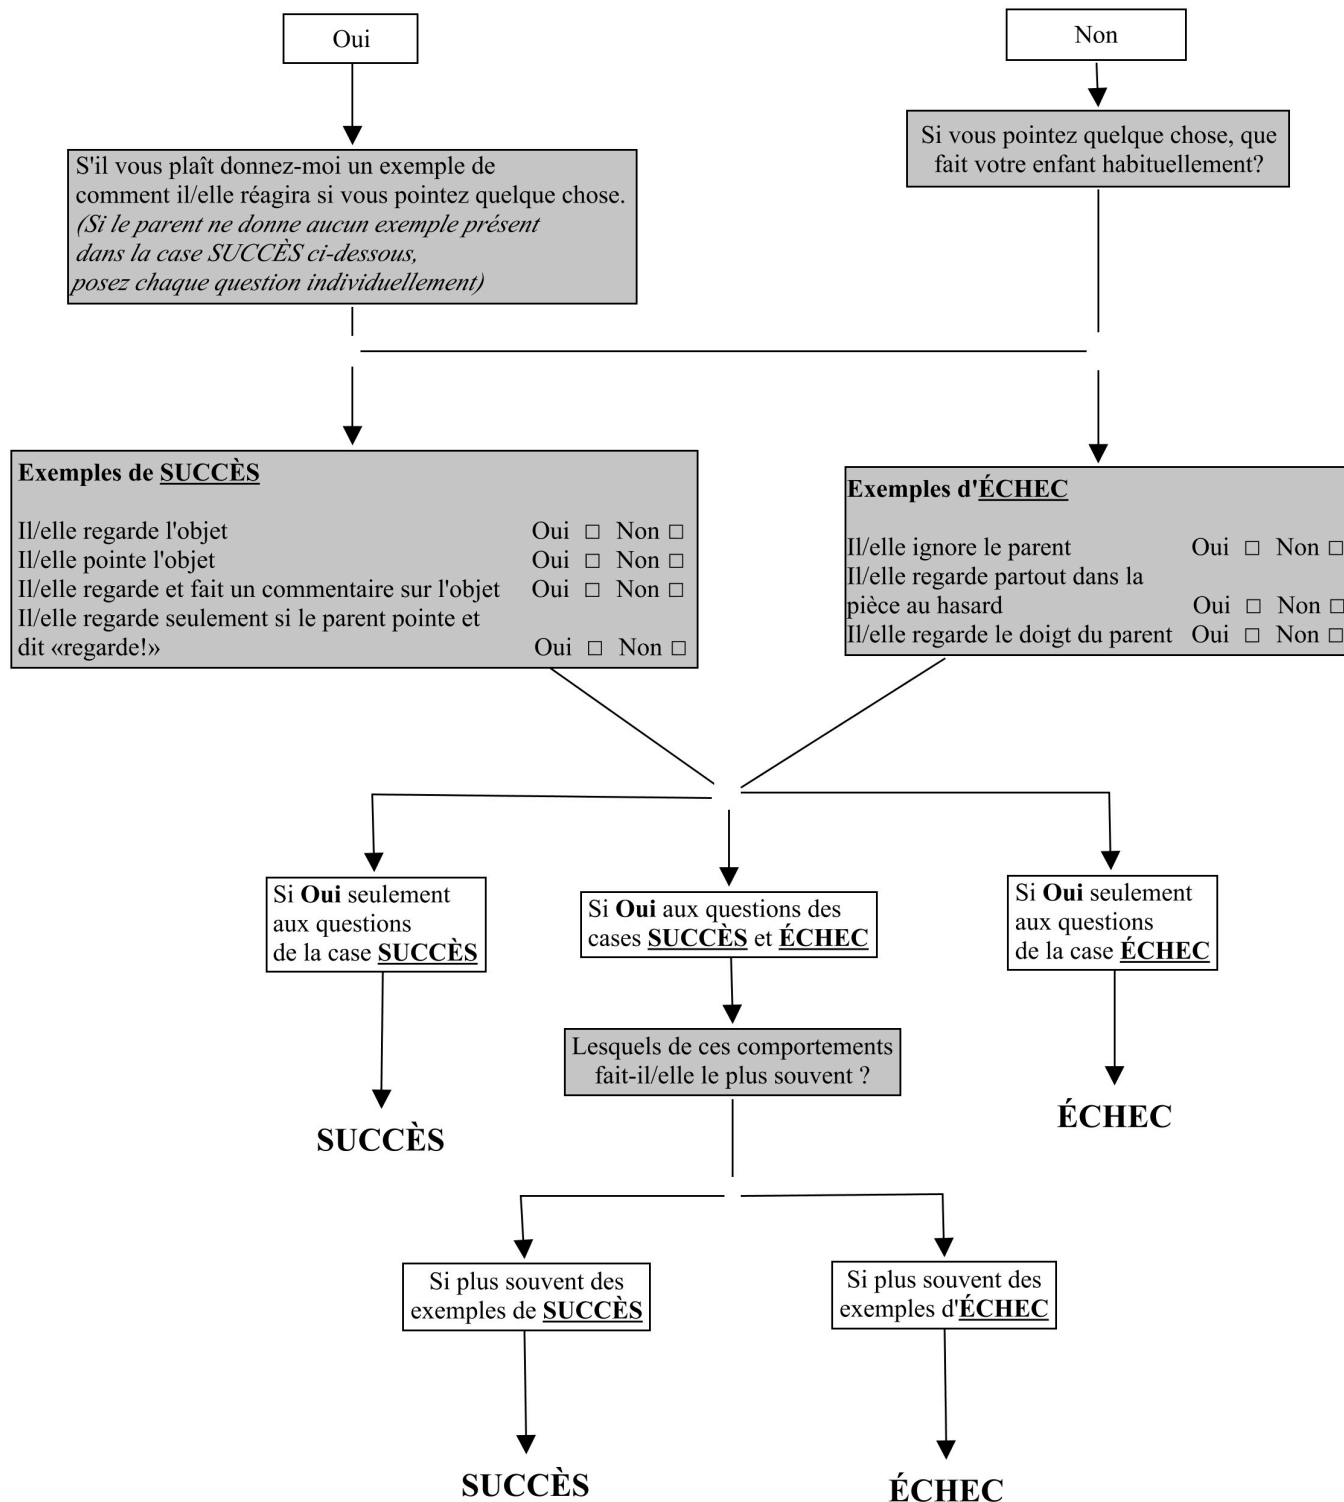 Oui
Non
S'il vous plaît donnez-moi un exemple de
comment il/elle réagira si vous pointez quelque chose.
(Si le parent ne donne aucun exemple présent
dans la case SUCCÈS ci-dessous,
posez chaque question individuellement)
Si vous pointez quelque chose, que
fait votre enfant habituellement?
Exemples de SUCCÈS
Il/elle regarde l'objet Oui □ Non □
Il/elle pointe l'objet Oui □ Non □
Il/elle regarde et fait un commentaire sur l'objet Oui □ Non □
Il/elle regarde seulement si le parent pointe et
dit «regarde!» Oui □ Non □
Exemples d'ÉCHEC
Il/elle ignore le parent Oui □ Non □
Il/elle regarde partout dans la
pièce au hasard Oui □ Non □
Il/elle regarde le doigt du parent Oui □ Non □
Si Oui seulement
aux questions
de la case SUCCÈS
Si Oui aux questions des
cases SUCCÈS et ÉCHEC
Si Oui seulement
aux questions
de la case ÉCHEC
Lesquels de ces comportements
fait-il/elle le plus souvent ?
SUCCÈS
ÉCHEC
Si plus souvent des
exemples de SUCCÈS
Si plus souvent des
exemples d'ÉCHEC
SUCCÈS
ÉCHEC